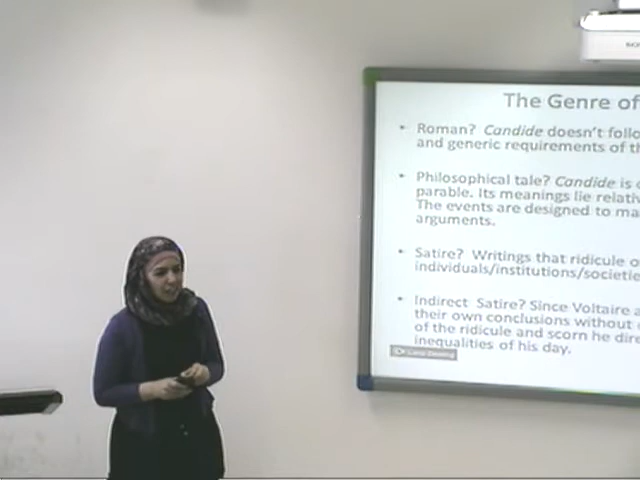 The Genre of
• Roman? Candide doesn't follo
and generic requirements of th
• Philosophical tale? Candide is
parable. Its meanings lie relativ
The events are designed to ma
arguments.
• Satire? Writings that ridicule o
individuals/institutions/societie
• Indirect Satire? Since Voltaire a
their own conclusions without
of the ridicule and scorn he dire
inequalities of his day.